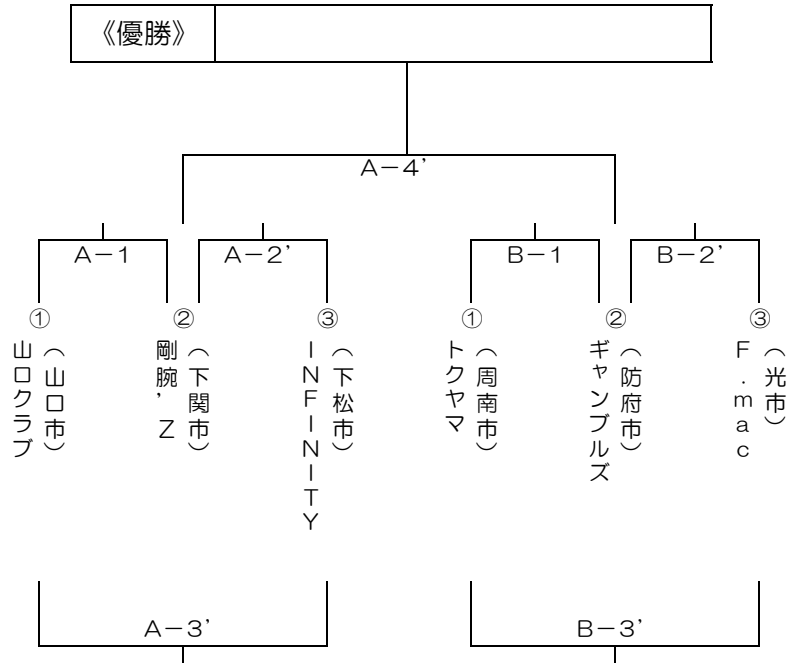 《優勝》
A－4’
A－1
A－2’
B－1
B－2’
①
②
③
①
②
③
（山口市）
山口クラブ
（下関市）
剛腕’Z
（下松市）
INFINITY
（周南市）
トクヤマ
（防府市）
ギャンブルズ
（光市）
F.mac
A－3’
B－3’